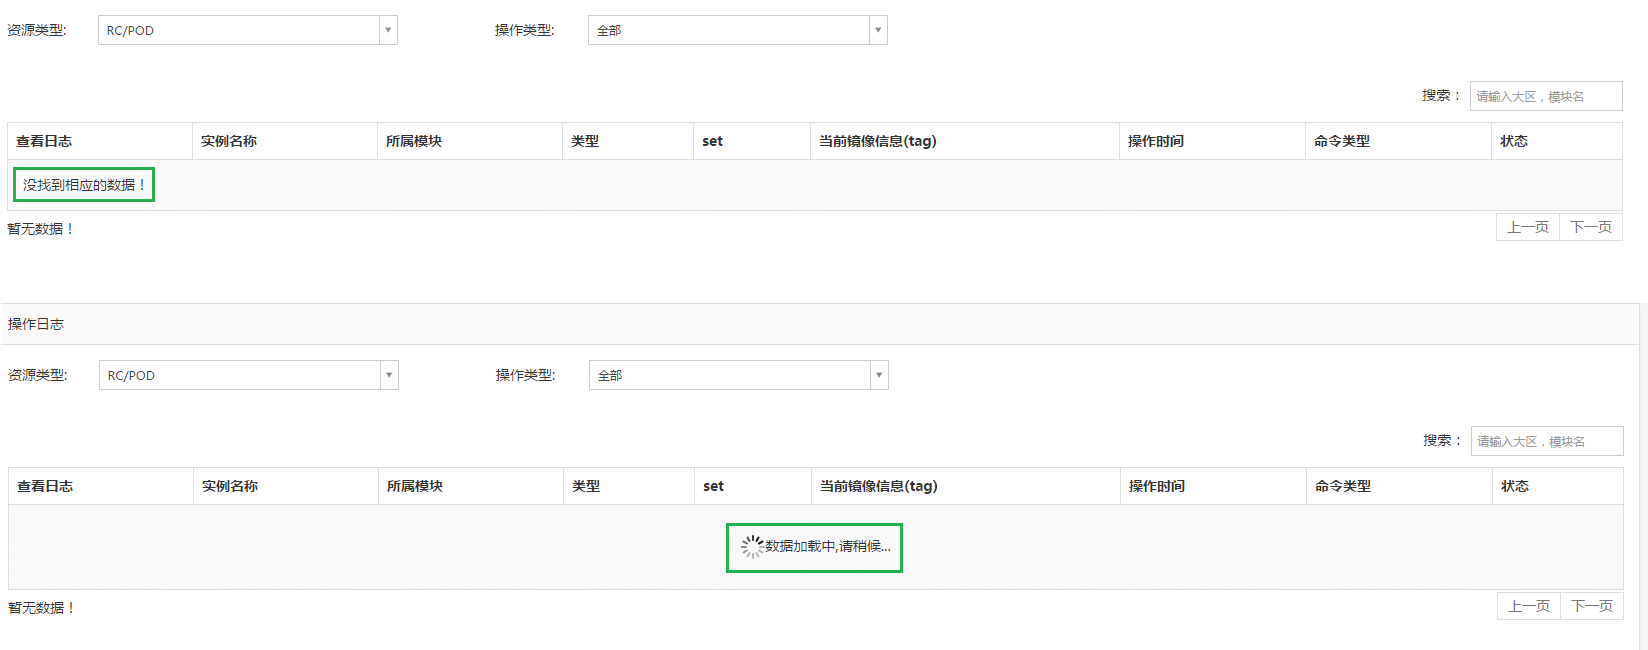 资源类型: RC/POD 操作类型: 全部
搜索： 请输入大区，模块名
查看日志 实例名称 所属模块 类型 set 当前镜像信息(tag) 操作时间 命令类型 状态
没找到相应的数据！
暂无数据！ 上一页 下一页
操作日志
资源类型: RC/POD 操作类型: 全部
搜索： 请输入大区，模块名
查看日志 实例名称 所属模块 类型 set 当前镜像信息(tag) 操作时间 命令类型 状态
数据加载中,请稍候...
暂无数据！ 上一页 下一页